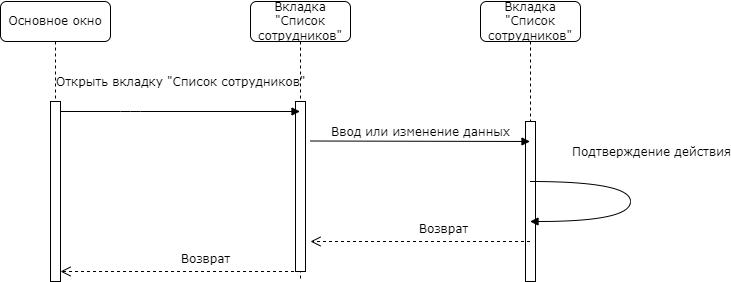 Основное окно
Вкладка
"Список
сотрудников"
Вкладка
"Список
сотрудников"
Открыть вкладку "Список сотрудников"
Ввод или изменение данных
Подтверждение действия
Возврат
Возврат